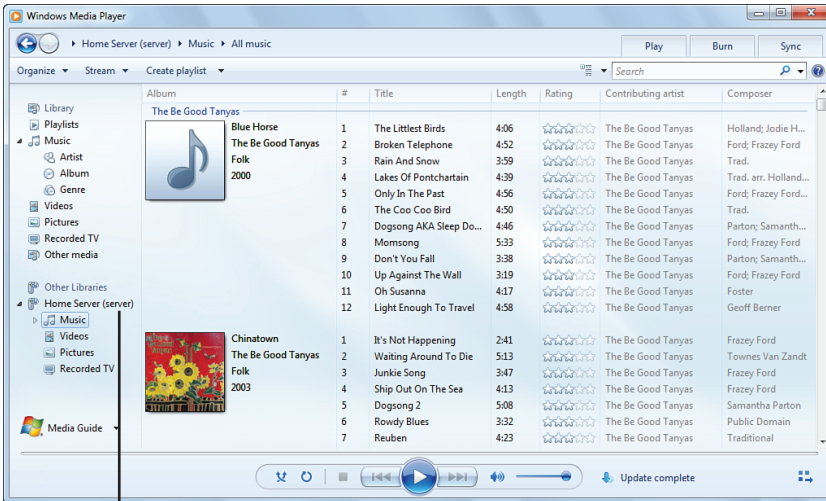 Windows Media Player
Home Server (server) Music All music
Play Burn Sync
Organize Stream Create playlist Search
Album # Title Length Rating Contributing artist Composer
The Be Good Tanyas
Library
Playlists
Music
Artist
Album
Genre
Videos
Pictures
Recorded TV
Other media
Other Libraries
Home Server (server)
Music
Videos
Pictures
Recorded TV
Media Guide
Blue Horse
The Be Good Tanyas
Folk
2000
1 The Littlest Birds 4:06 The Be Good Tanyas Holland; Jodie H...
2 Broken Telephone 4:52 The Be Good Tanyas Ford; Frazey Ford
3 Rain And Snow 3:59 The Be Good Tanyas Trad.
4 Lakes Of Pontchartain 4:39 The Be Good Tanyas Trad. arr. Holland...
5 Only In The Past 4:56 The Be Good Tanyas Ford; Frazey Ford...
6 The Coo Coo Bird 4:50 The Be Good Tanyas Trad.
7 Dogsong AKA Sleep Do... 4:46 The Be Good Tanyas Parton; Samanth...
8 Momsong 5:33 The Be Good Tanyas Ford; Frazey Ford
9 Don't You Fall 3:38 The Be Good Tanyas Parton; Samanth...
10 Up Against The Wall 3:19 The Be Good Tanyas Ford; Frazey Ford
11 Oh Susanna 4:17 The Be Good Tanyas Foster
12 Light Enough To Travel 4:58 The Be Good Tanyas Geoff Berner
Chinatown
The Be Good Tanyas
Folk
2003
1 It's Not Happening 2:41 The Be Good Tanyas Frazey Ford
2 Waiting Around To Die 5:13 The Be Good Tanyas Townes Van Zandt
3 Junkie Song 3:47 The Be Good Tanyas Frazey Ford
4 Ship Out On The Sea 4:13 The Be Good Tanyas Frazey Ford
5 Dogsong 2 5:08 The Be Good Tanyas Samantha Parton
6 Rowdy Blues 3:32 The Be Good Tanyas Public Domain
7 Reuben 4:23 The Be Good Tanyas Traditional
Update complete